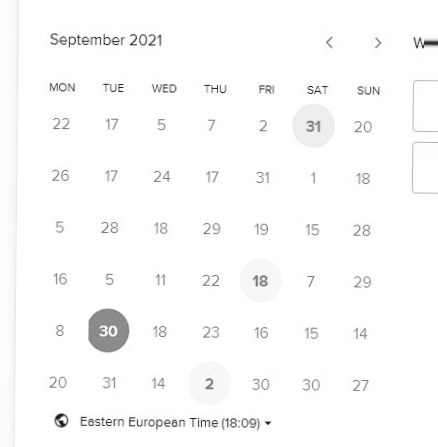 September 2021
MON TUE WED THU FRI SAT SUN
22 17 5 7 2 31 20
26 17 24 17 31 1 18
5 28 18 29 19 15 28
16 5 11 22 18 7 29
8 30 18 23 16 15 14
20 31 14 2 30 30 27
Eastern European Time (18:09)